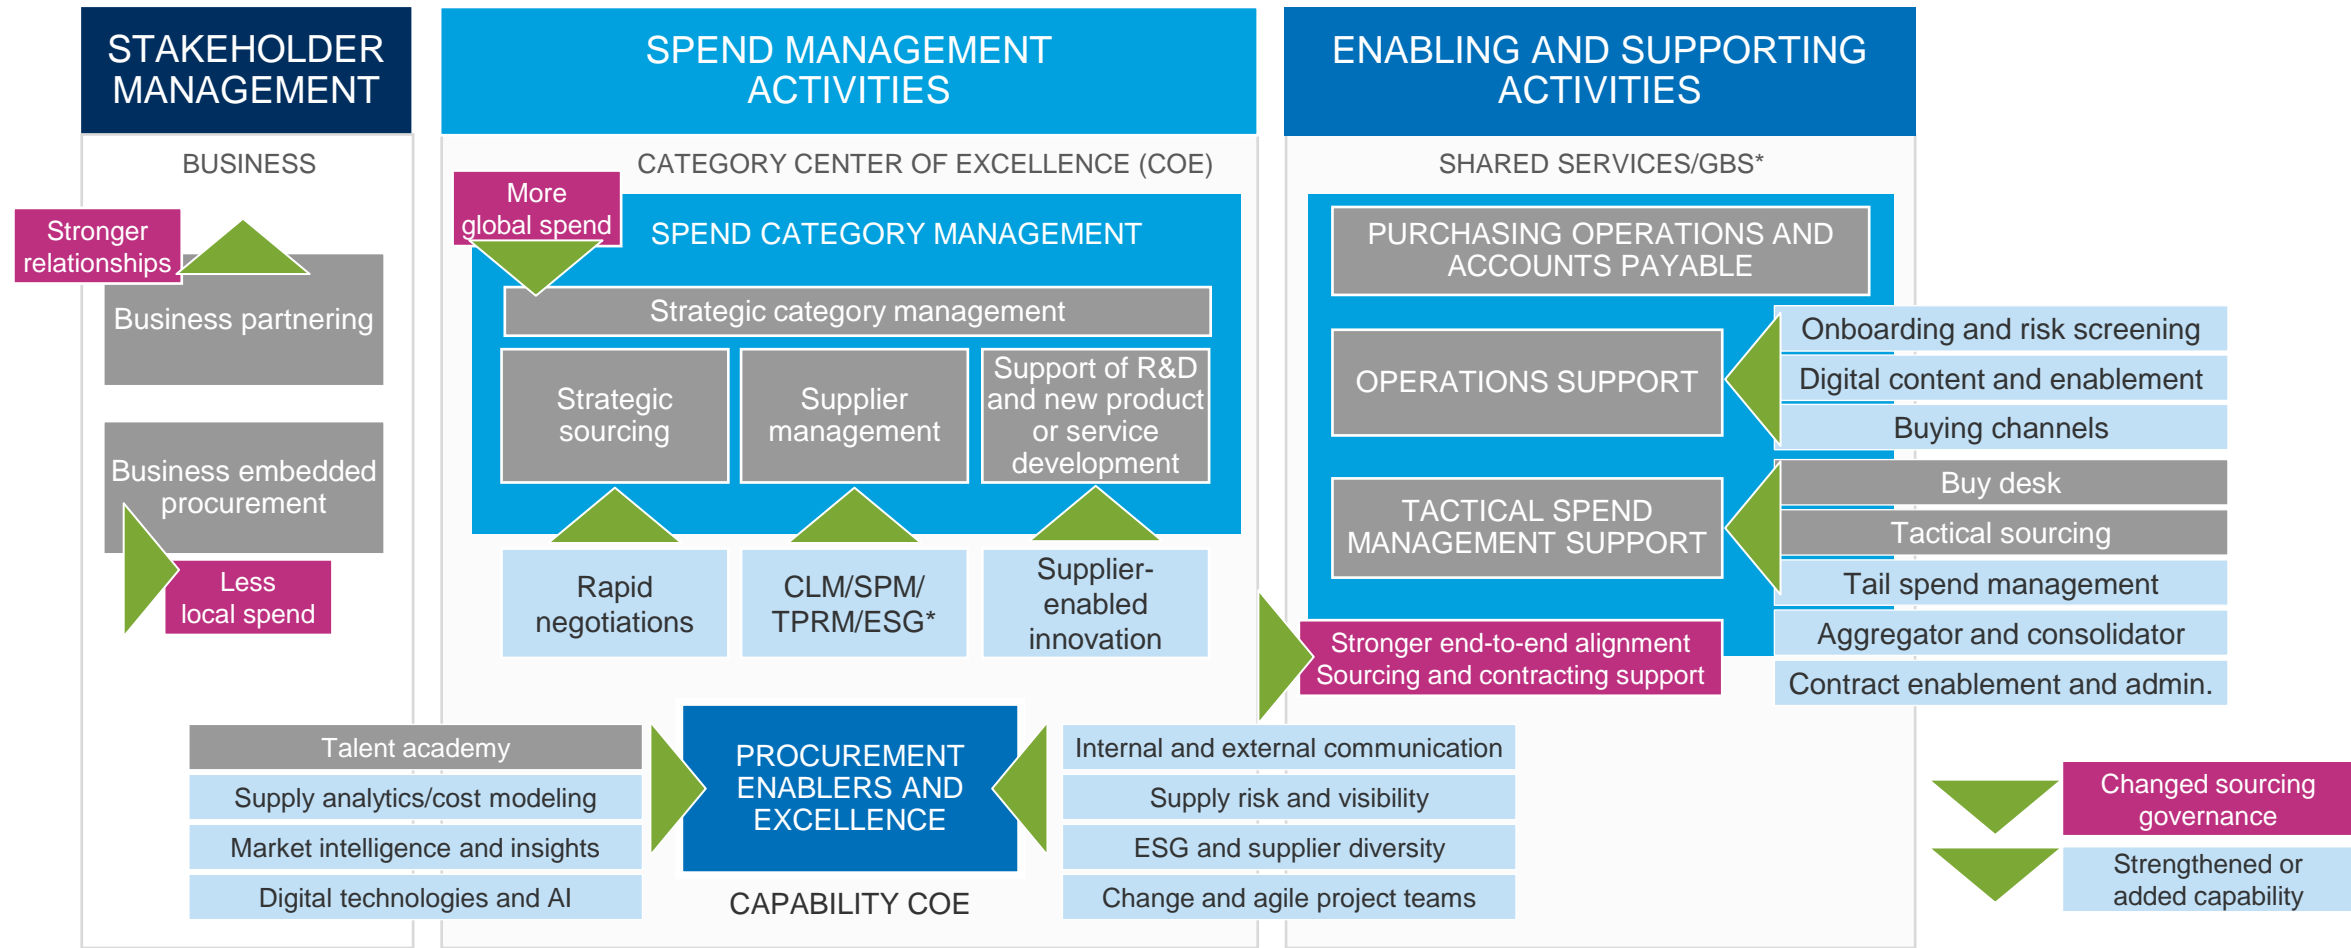 STAKEHOLDER
MANAGEMENT
BUSINESS
Stronger
relationships
Business partnering
Business embedded
procurement
Less
local spend
SPEND MANAGEMENT
ACTIVITIES
CATEGORY CENTER OF EXCELLENCE (COE)
More
global spend
SPEND CATEGORY MANAGEMENT
Strategic category management
Strategic
sourcing
Supplier
management
Support of R&D
and new product
or service
development
Rapid
negotiations
CLM/SPM/
TPRM/ESG*
Supplier-
enabled
innovation
ENABLING AND SUPPORTING
ACTIVITIES
SHARED SERVICES/GBS*
PURCHASING OPERATIONS AND
ACCOUNTS PAYABLE
OPERATIONS SUPPORT
Onboarding and risk screening
Digital content and enablement
Buying channels
TACTICAL SPEND
MANAGEMENT SUPPORT
Buy desk
Tactical sourcing
Tail spend management
Aggregator and consolidator
Contract enablement and admin.
Stronger end-to-end alignment
Sourcing and contracting support
Talent academy
Supply analytics/cost modeling
Market intelligence and insights
Digital technologies and AI
PROCUREMENT
ENABLERS AND
EXCELLENCE
CAPABILITY COE
Internal and external communication
Supply risk and visibility
ESG and supplier diversity
Change and agile project teams
Changed sourcing
governance
Strengthened or
added capability